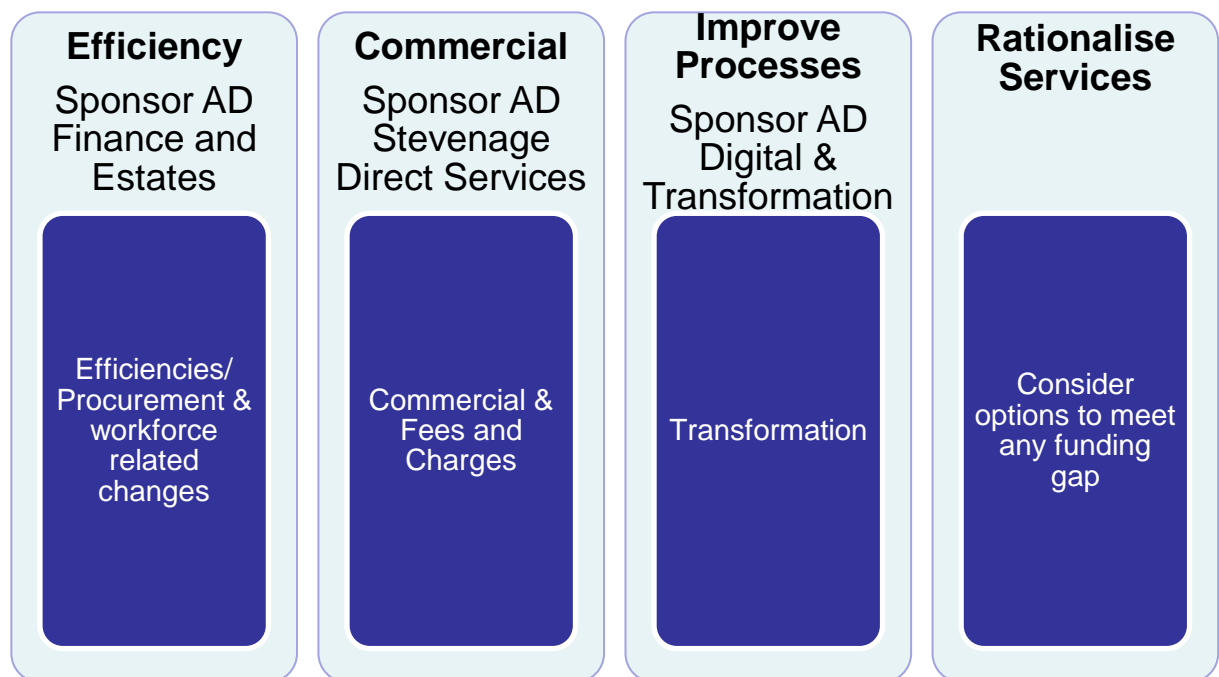 Efficiency
Sponsor AD
Finance and
Estates
Efficiencies/
Procurement &
workforce
related
changes
Commercial
Sponsor AD
Stevenage
Direct Services
Commercial &
Fees and
Charges
Improve
Processes
Sponsor AD
Digital &
Transformation
Transformation
Rationalise
Services
Consider
options to meet
any funding
gap